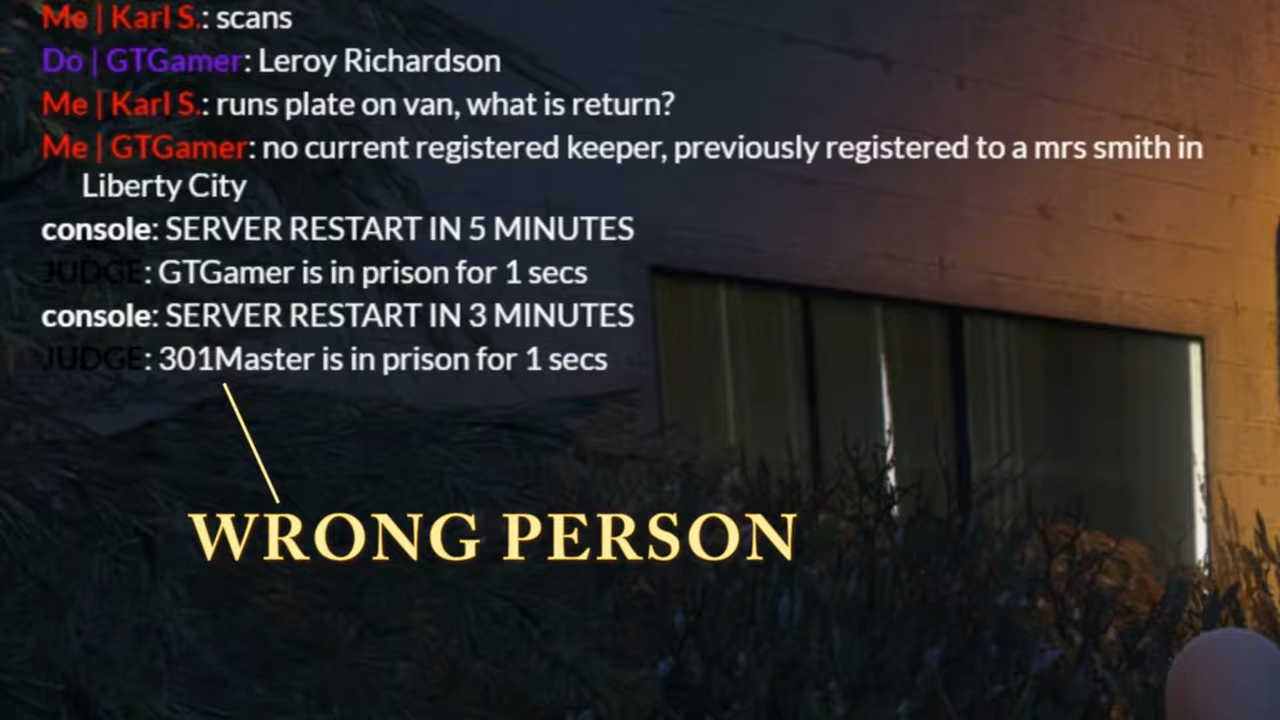 Me | Karl S.: scans
Do | GTGamer: Leroy Richardson
Me | Karl S.: runs plate on van, what is return?
Me | GTGamer: no current registered keeper, previously registered to a mrs smith in
Liberty City
console: SERVER RESTART IN 5 MINUTES
JUDGE: GTGamer is in prison for 1 secs
console: SERVER RESTART IN 3 MINUTES
JUDGE: 301Master is in prison for 1 secs
WRONG PERSON